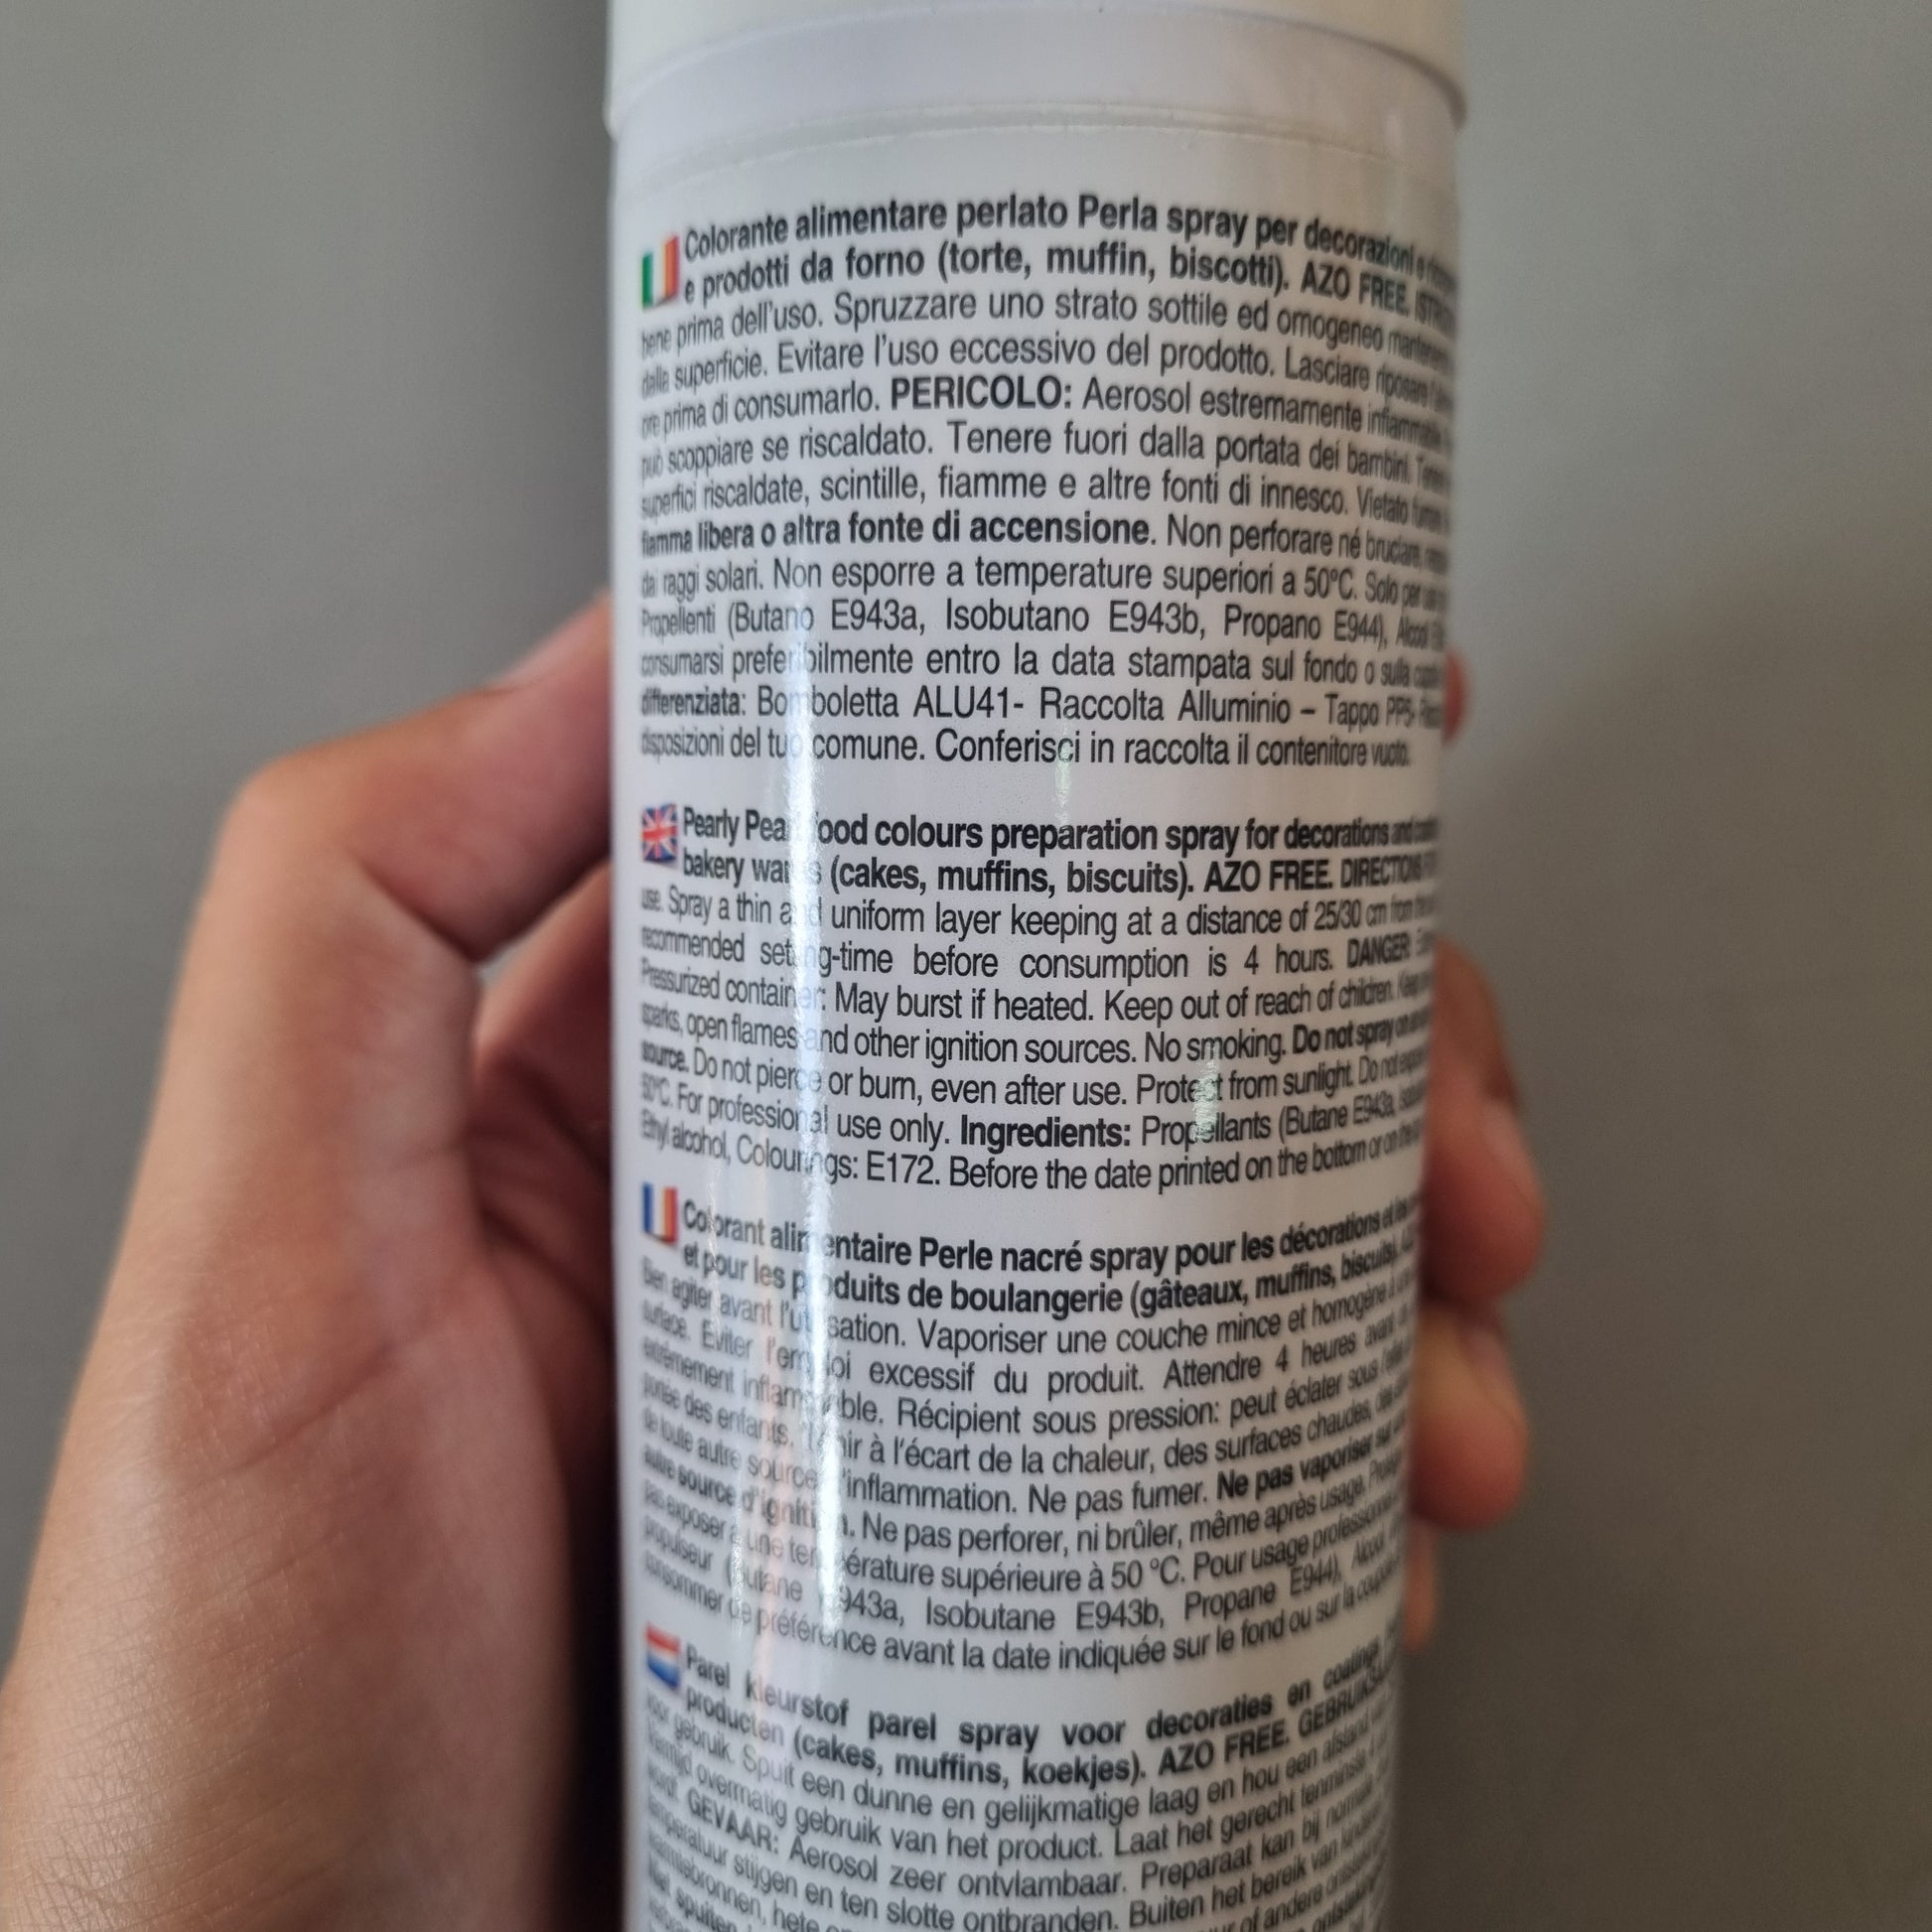 Colorante alimentare perlato Perla spray per decorazioni e
e prodotti da forno (torte, muffin, biscotti). AZO FREE.
bene prima dell'uso. Spruzzare uno strato sottile ed omogeneo
dalla superficie. Evitare l'uso eccessivo del prodotto. Lasciare riposare
ore prima di consumarlo. PERICOLO: Aerosol estremamente infiammabile.
può scoppiare se riscaldato. Tenere fuori dalla portata dei bambini.
superfici riscaldate, scintille, fiamme e altre fonti di innesco. Vietato fumare
fiamma libera o altra fonte di accensione. Non perforare né bruciare,
dai raggi solari. Non esporre a temperature superiori a 50°C. Solo per
Propellenti (Butano E943a, Isobutano E943b, Propano E944),
consumarsi preferibilmente entro la data stampata sul fondo o sulla
differenziata: Bomboletta ALU41- Raccolta Alluminio – Tappo PP5-
disposizioni del tuo comune. Conferisci in raccolta il contenitore vuoto.
Pearly Pearl food colours preparation spray for decorations and
bakery wares (cakes, muffins, biscuits). AZO FREE. DIRECTIONS
use. Spray a thin and uniform layer keeping at a distance of 25/30 cm from
recommended setting-time before consumption is 4 hours. DANGER:
Pressurized container: May burst if heated. Keep out of reach of children.
sparks, open flames and other ignition sources. No smoking. Do not spray on
source. Do not pierce or burn, even after use. Protect from sunlight. Do not
50°C. For professional use only. Ingredients: Propellants (Butane E943a,
Ethyl alcohol, Colourings: E172. Before the date printed on the bottom or on the
Colorant alimentaire Perle nacré spray pour les décorations et les
et pour les produits de boulangerie (gâteaux, muffins, biscuits).
Bien agiter avant l'utilisation. Vaporiser une couche mince et homogène à
surface. Eviter l'emploi excessif du produit. Attendre 4 heures avant
extrêmement inflammable. Récipient sous pression: peut éclater sous
portée des enfants. Tenir à l'écart de la chaleur, des surfaces chaudes, des
de toute autre source d'inflammation. Ne pas fumer. Ne pas vaporiser sur
autre source d'ignition. Ne pas perforer, ni brûler, même après usage.
pas exposer à une température supérieure à 50 °C. Pour usage
propulseur (Butane E943a, Isobutane E943b, Propane E944),
consommer de préférence avant la date indiquée sur le fond ou sur la
Parel kleurstof parel spray voor decoraties en coatings
producten (cakes, muffins, koekjes). AZO FREE.
voor gebruik. Spuit een dunne en gelijkmatige laag en hou een afstand
Vermijd overmatig gebruik van het product. Laat het gerecht tenminste 4
wordt. GEVAAR: Aerosol zeer ontvlambaar. Preparaat kan bij
temperatuur stijgen en ten slotte ontbranden. Buiten het bereik van
warmtebronnen, hete of andere
Niet spuiten